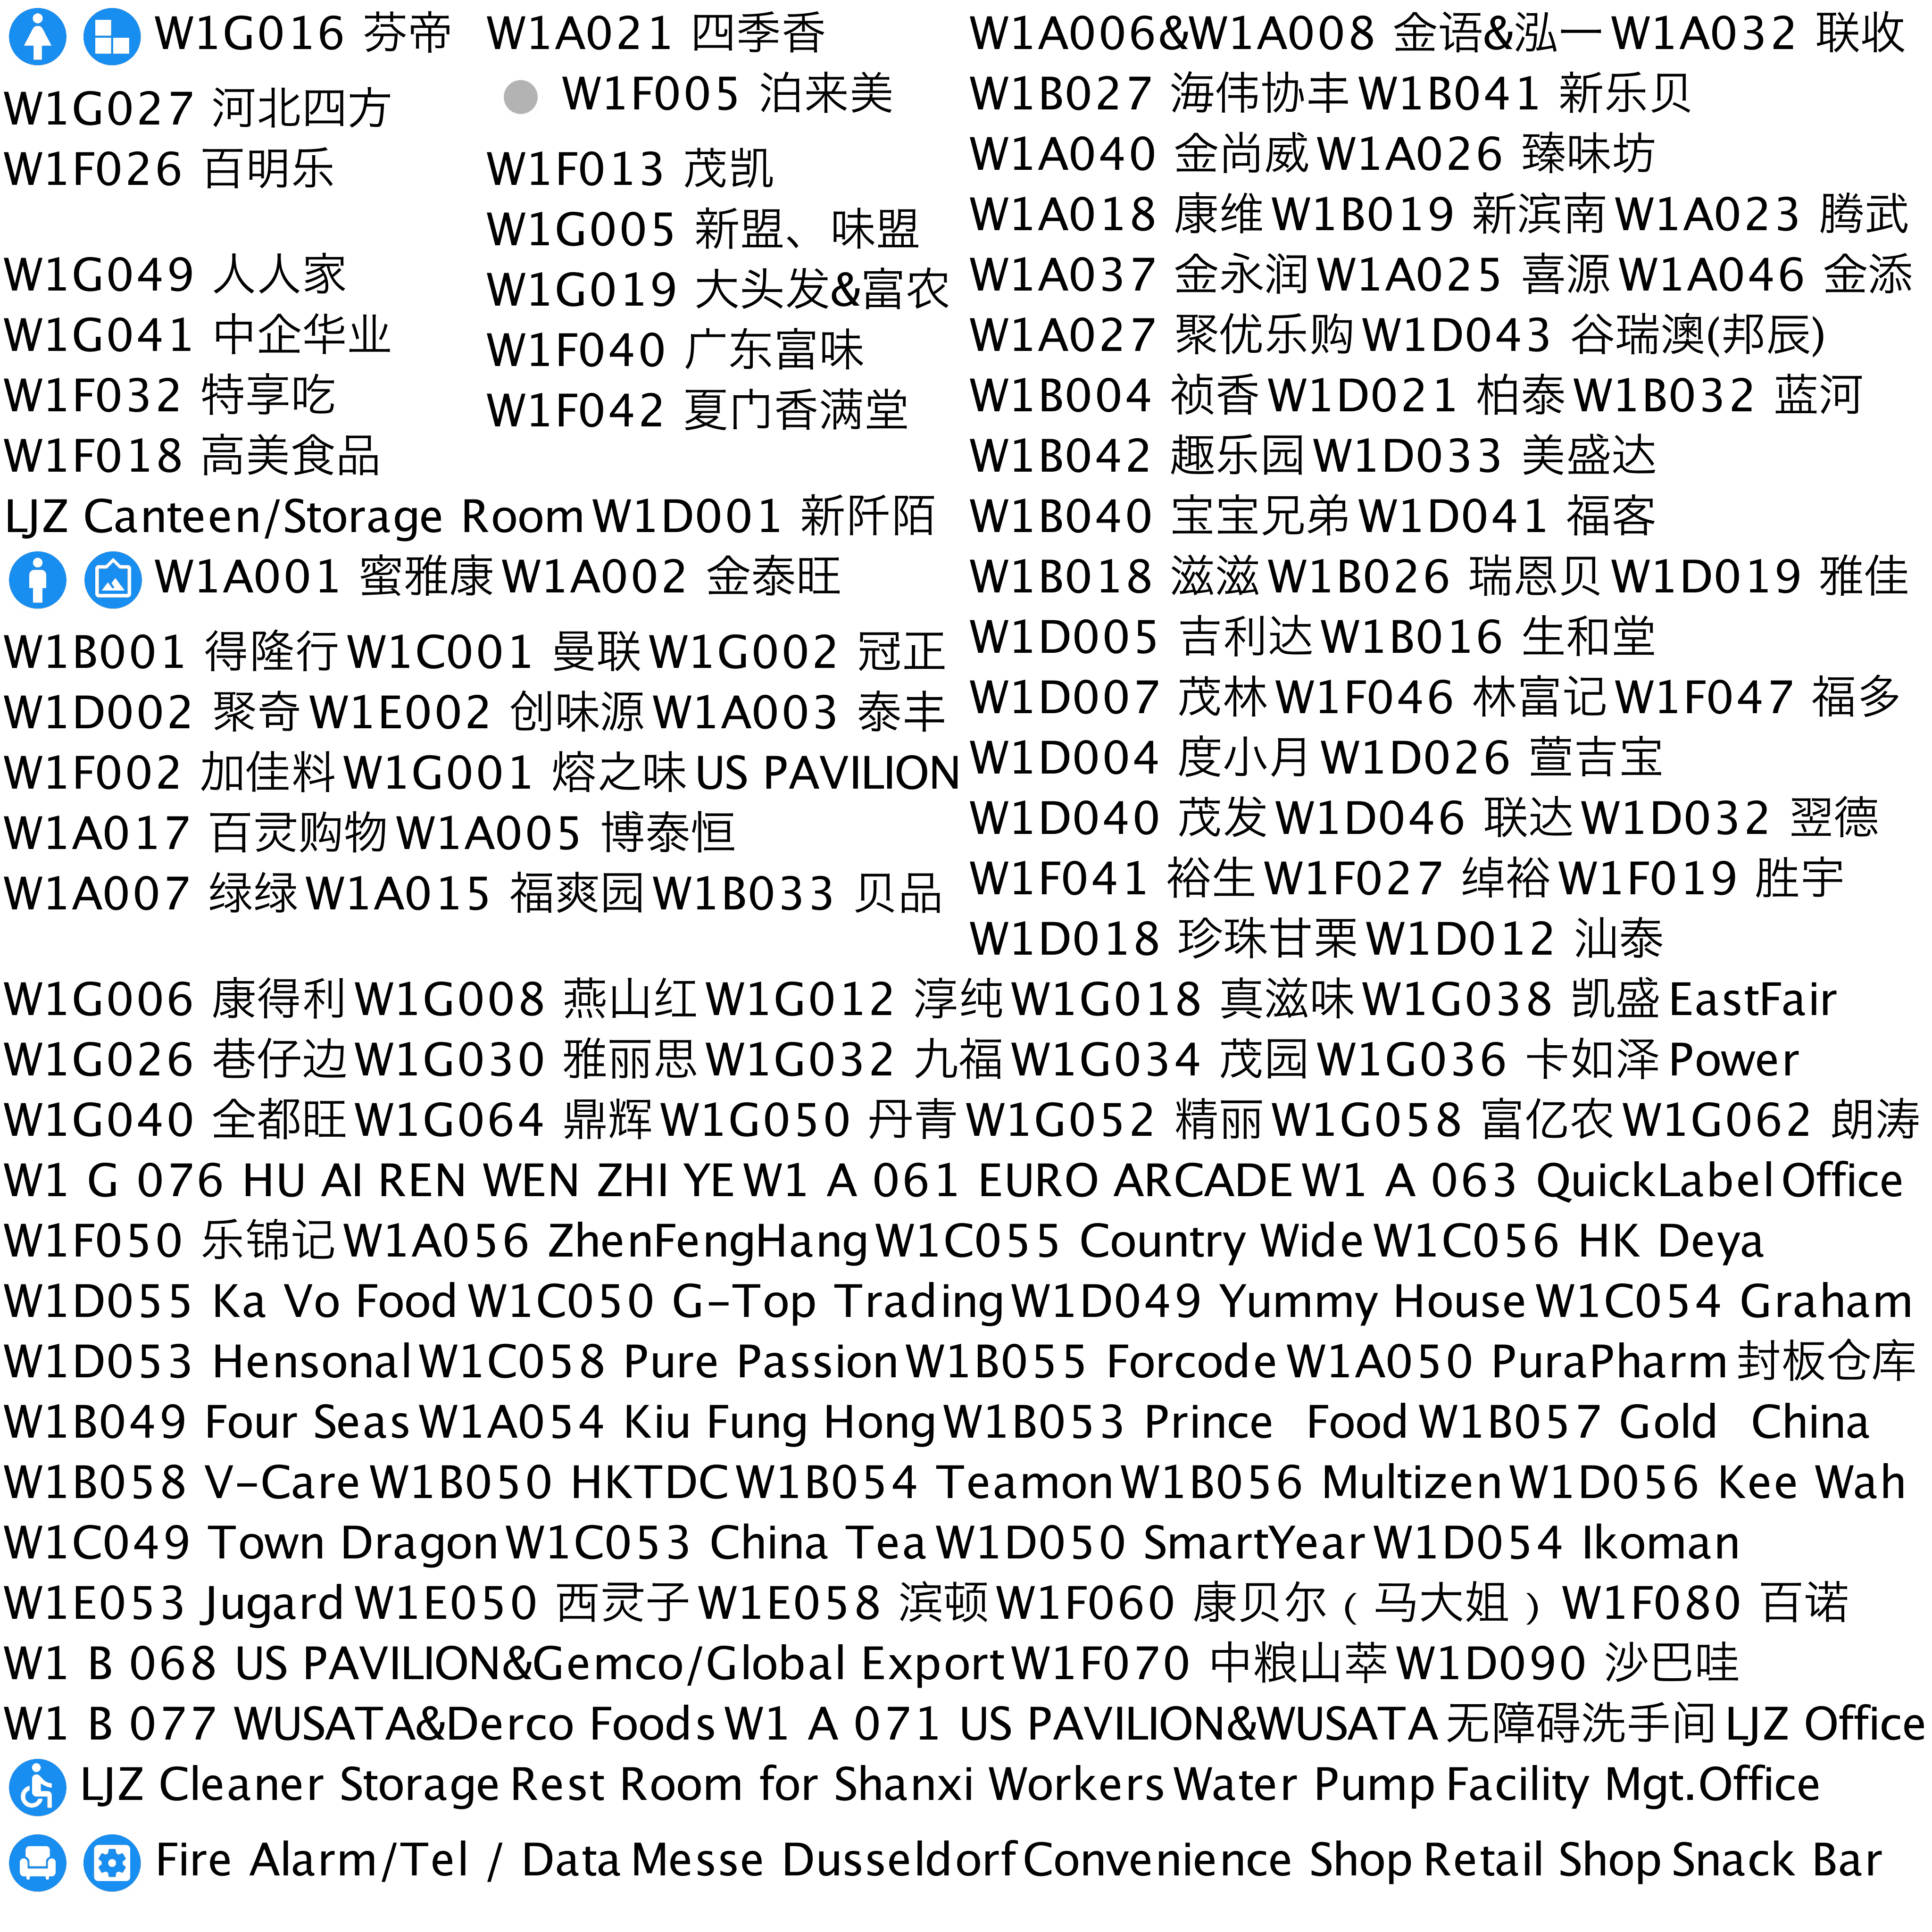 W1G016 芬帝
W1G027 河北四方
W1F026 百明乐
W1G049 人人家
W1G041 中企华业
W1F032 特享吃
W1F018 高美食品
W1A021 四季香
W1F005 泊来美
W1F013 茂凯
W1G005 新盟、味盟
W1G019 大头发&富农
W1F040 广东富味
W1F042 夏门香满堂
LJZ Canteen/Storage Room W1D001 新阡陌
W1A001 蜜雅康 W1A002 金泰旺
W1B001 得隆行 W1C001 曼联 W1G002 冠正
W1D002 聚奇 W1E002 创味源 W1A003 泰丰
W1F002 加佳料 W1G001 熔之味 US PAVILION
W1A017 百灵购物 W1A005 博泰恒
W1A007 绿绿 W1A015 福爽园 W1B033 贝品
W1A006&W1A008 金语&泓一 W1A032 联收
W1B027 海伟协丰 W1B041 新乐贝
W1A040 金尚威 W1A026 臻味坊
W1A018 康维 W1B019 新滨南 W1A023 腾武
W1A037 金永润 W1A025 喜源 W1A046 金添
W1A027 聚优乐购 W1D043 谷瑞澳(邦辰)
W1B004 祯香 W1D021 柏泰 W1B032 蓝河
W1B042 趣乐园 W1D033 美盛达
W1B040 宝宝兄弟 W1D041 福客
W1B018 滋滋 W1B026 瑞恩贝 W1D019 雅佳
W1D005 吉利达 W1B016 生和堂
W1D007 茂林 W1F046 林富记 W1F047 福多
W1D004 度小月 W1D026 萱吉宝
W1D040 茂发 W1D046 联达 W1D032 翌德
W1F041 裕生 W1F027 绰裕 W1F019 胜宇
W1D018 珍珠甘栗 W1D012 汕泰
W1G006 康得利 W1G008 燕山红 W1G012 淳纯 W1G018 真滋味 W1G038 凯盛 EastFair
W1G026 巷仔边 W1G030 雅丽思 W1G032 九福 W1G034 茂园 W1G036 卡如泽 Power
W1G040 全都旺 W1G064 鼎辉 W1G050 丹青 W1G052 精丽 W1G058 富亿农 W1G062 朗涛
W1 G 076 HU AI REN WEN ZHI YE W1 A 061 EURO ARCADE W1 A 063 QuickLabel Office
W1F050 乐锦记 W1A056 ZhenFengHang W1C055 Country Wide W1C056 HK Deya
W1D055 Ka Vo Food W1C050 G-Top Trading W1D049 Yummy House W1C054 Graham
W1D053 Hensonal W1C058 Pure Passion W1B055 Forcode W1A050 PuraPharm 封板仓库
W1B049 Four Seas W1A054 Kiu Fung Hong W1B053 Prince Food W1B057 Gold China
W1B058 V-Care W1B050 HKTDC W1B054 Teamon W1B056 Multizen W1D056 Kee Wah
W1C049 Town Dragon W1C053 China Tea W1D050 SmartYear W1D054 Ikoman
W1E053 Jugard W1E050 西灵子 W1E058 滨顿 W1F060 康贝尔（马大姐）W1F080 百诺
W1 B 068 US PAVILION&Gemco/Global Export W1F070 中粮山萃 W1D090 沙巴哇
W1 B 077 WUSATA&Derco Foods W1 A 071 US PAVILION&WUSATA 无障碍洗手间 LJZ Office
LJZ Cleaner Storage Rest Room for Shanxi Workers Water Pump Facility Mgt.Office
Fire Alarm/Tel / Data Messe Dusseldorf Convenience Shop Retail Shop Snack Bar